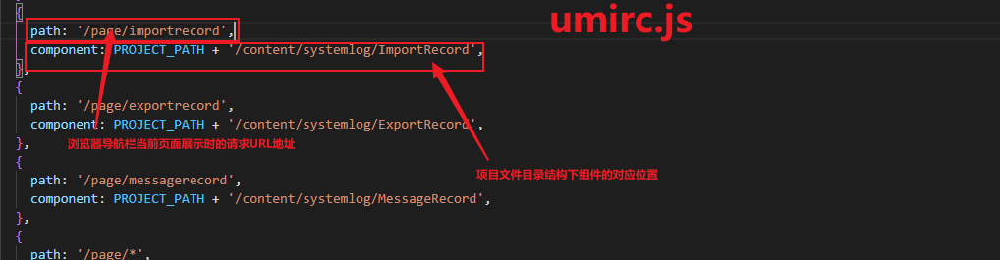 {
path: '/page/importrecord',
component: PROJECT_PATH + '/content/systemlog/ImportRecord',
},
{
path: '/page/exportrecord',
component: PROJECT_PATH + '/content/systemlog/ExportRecord',
},
{
path: '/page/messagerecord',
component: PROJECT_PATH + '/content/systemlog/MessageRecord',
},
{
path: '/page/*',
umirc.js
浏览器导航栏当前页面展示时的请求URL地址
项目文件目录结构下组件的对应位置